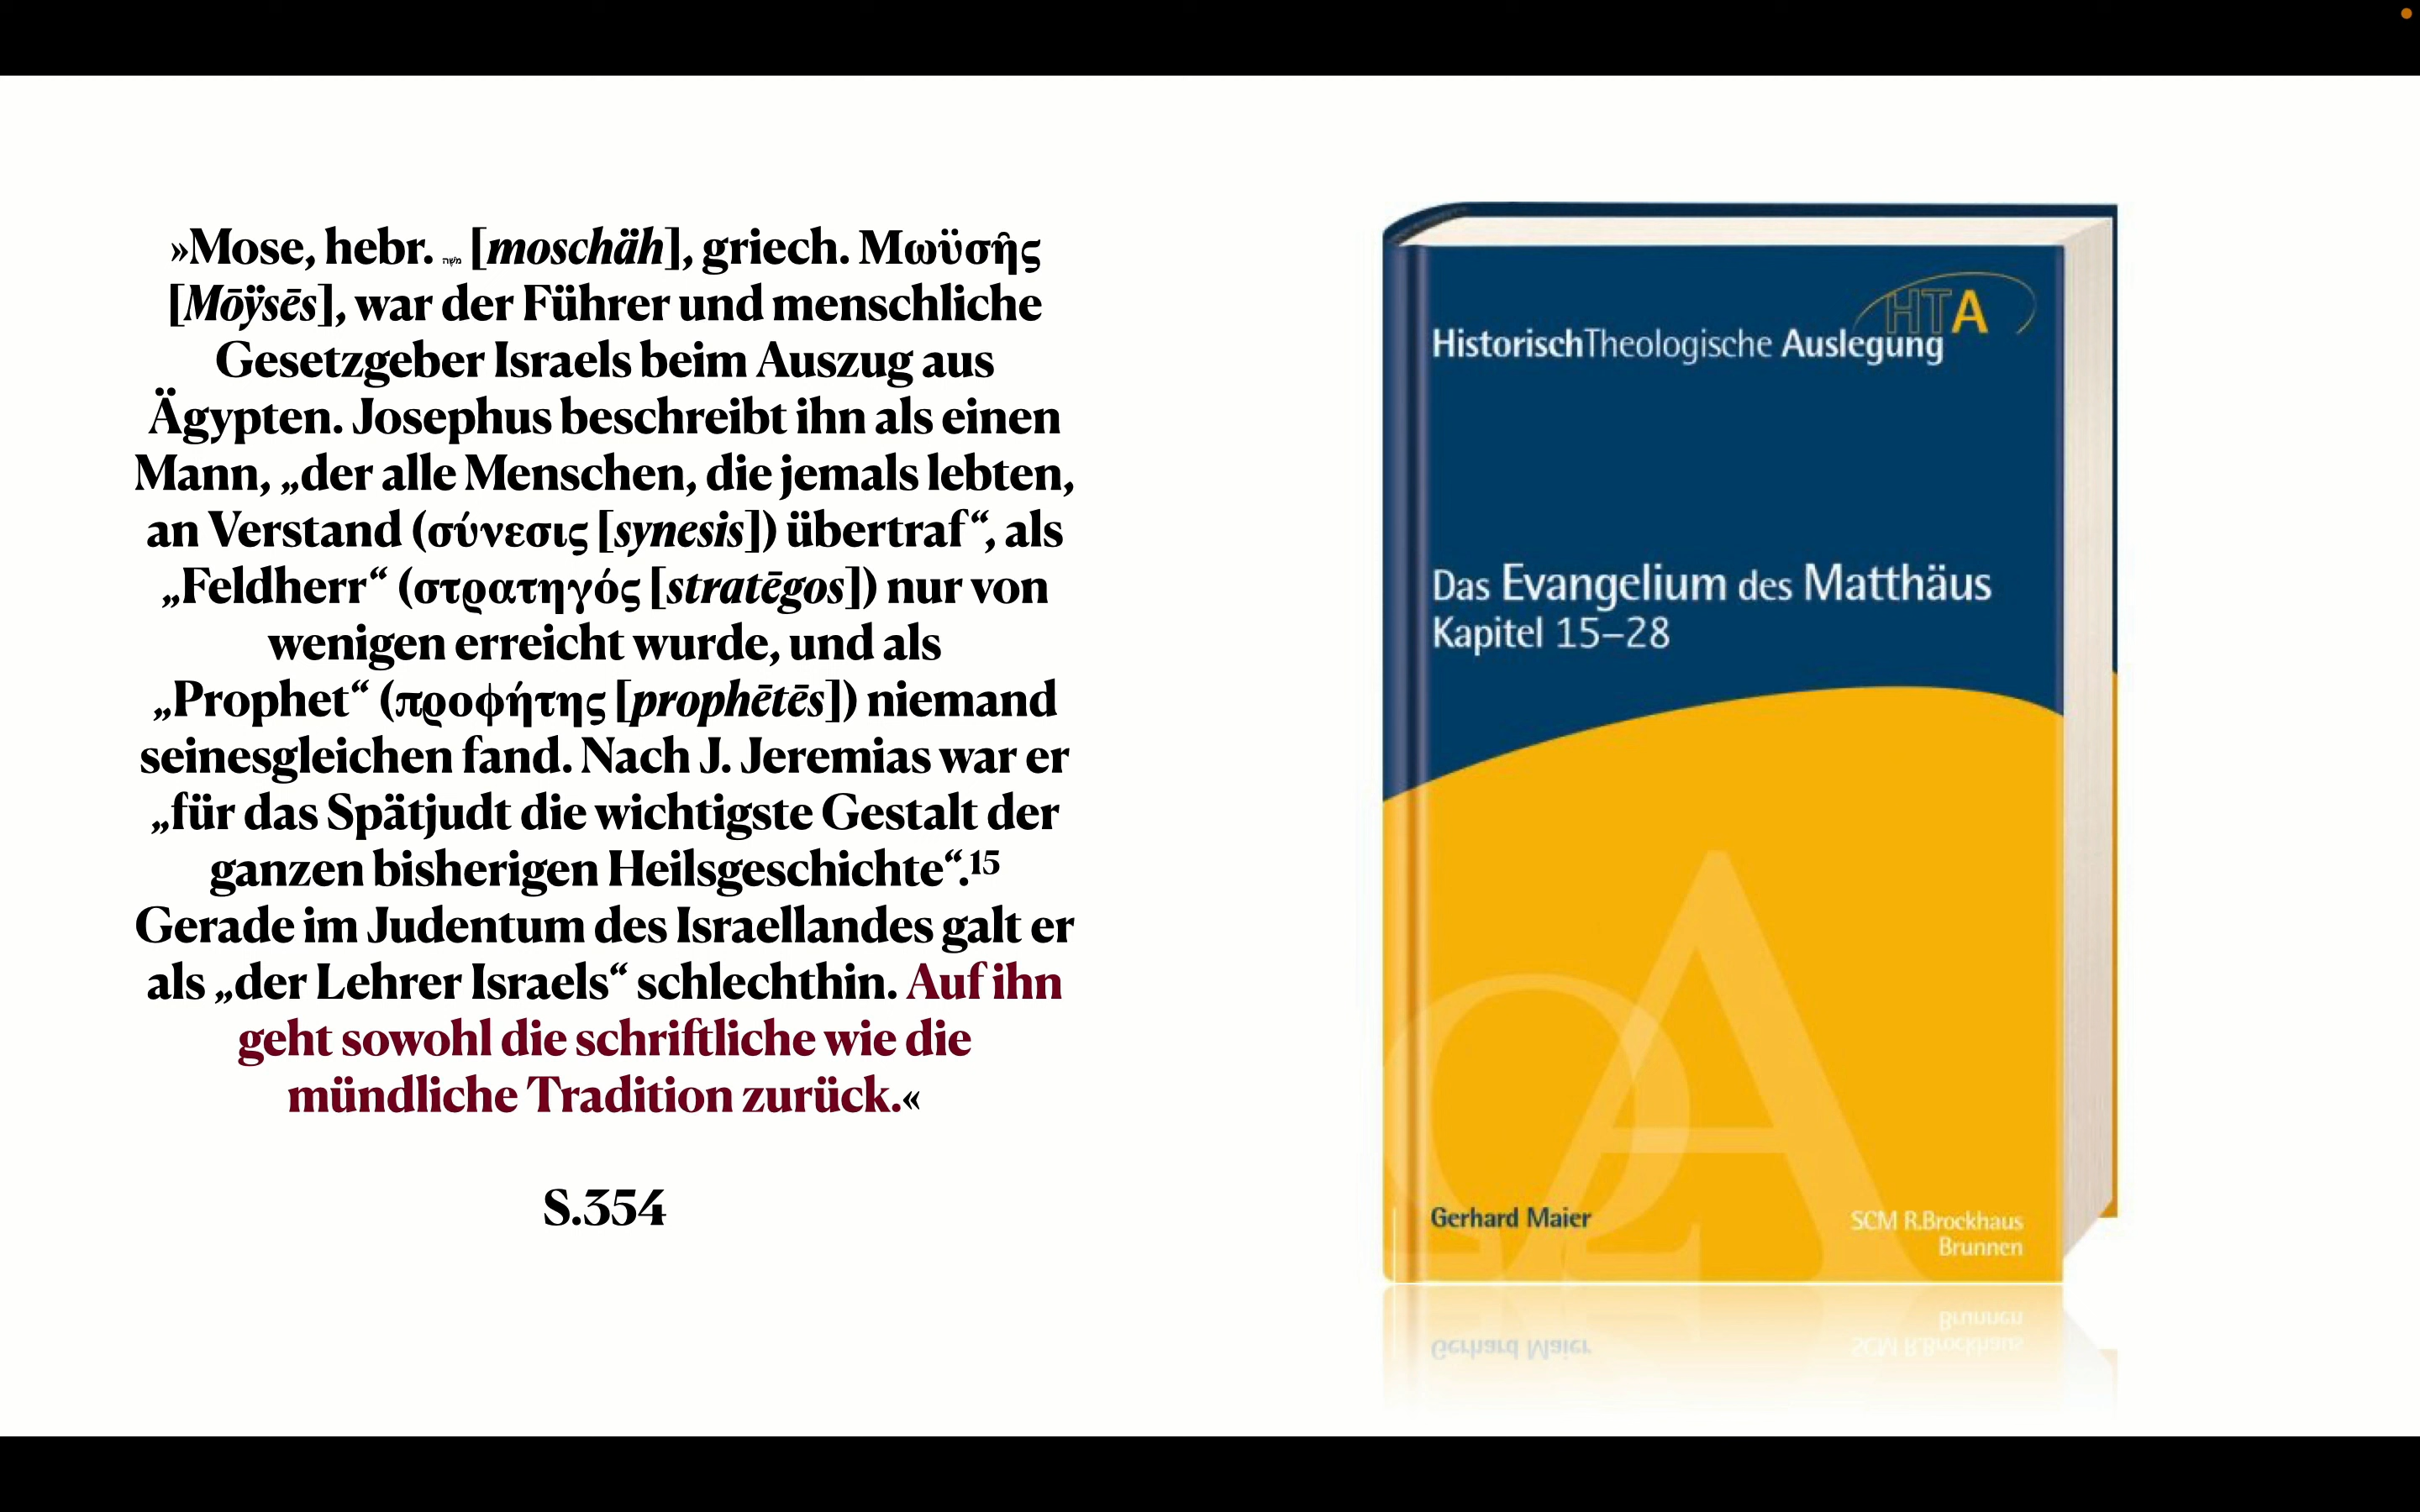 »Mose, hebr. משה [moschäh], griech. Μωϋσῆς
[Mōÿsēs], war der Führer und menschliche
Gesetzgeber Israels beim Auszug aus
Ägypten. Josephus beschreibt ihn als einen
Mann, „der alle Menschen, die jemals lebten,
an Verstand (σύνεσις [synesis]) übertraf“, als
„Feldherr“ (στρατηγός [stratēgos]) nur von
wenigen erreicht wurde, und als
„Prophet“ (προφήτης [prophētēs]) niemand
seinesgleichen fand. Nach J. Jeremias war er
„für das Spätjudt die wichtigste Gestalt der
ganzen bisherigen Heilsgeschichte“.¹⁵
Gerade im Judentum des Israellandes galt er
als „der Lehrer Israels“ schlechthin. Auf ihn
geht sowohl die schriftliche wie die
mündliche Tradition zurück.«
S.354
HTA
HistorischTheologische Auslegung
Das Evangelium des Matthäus
Kapitel 15–28
Gerhard Maier
SCM R.Brockhaus
Brunnen